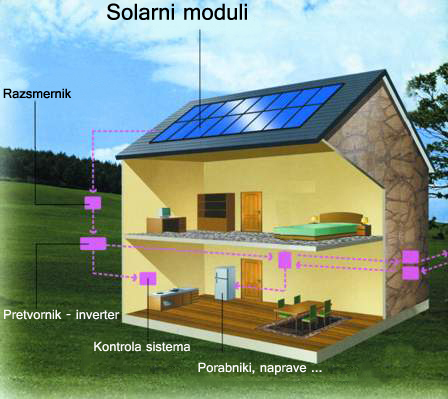 Solarni moduli
Razsmernik
Pretvornik - inverter
Kontrola sistema
Porabniki, naprave ...